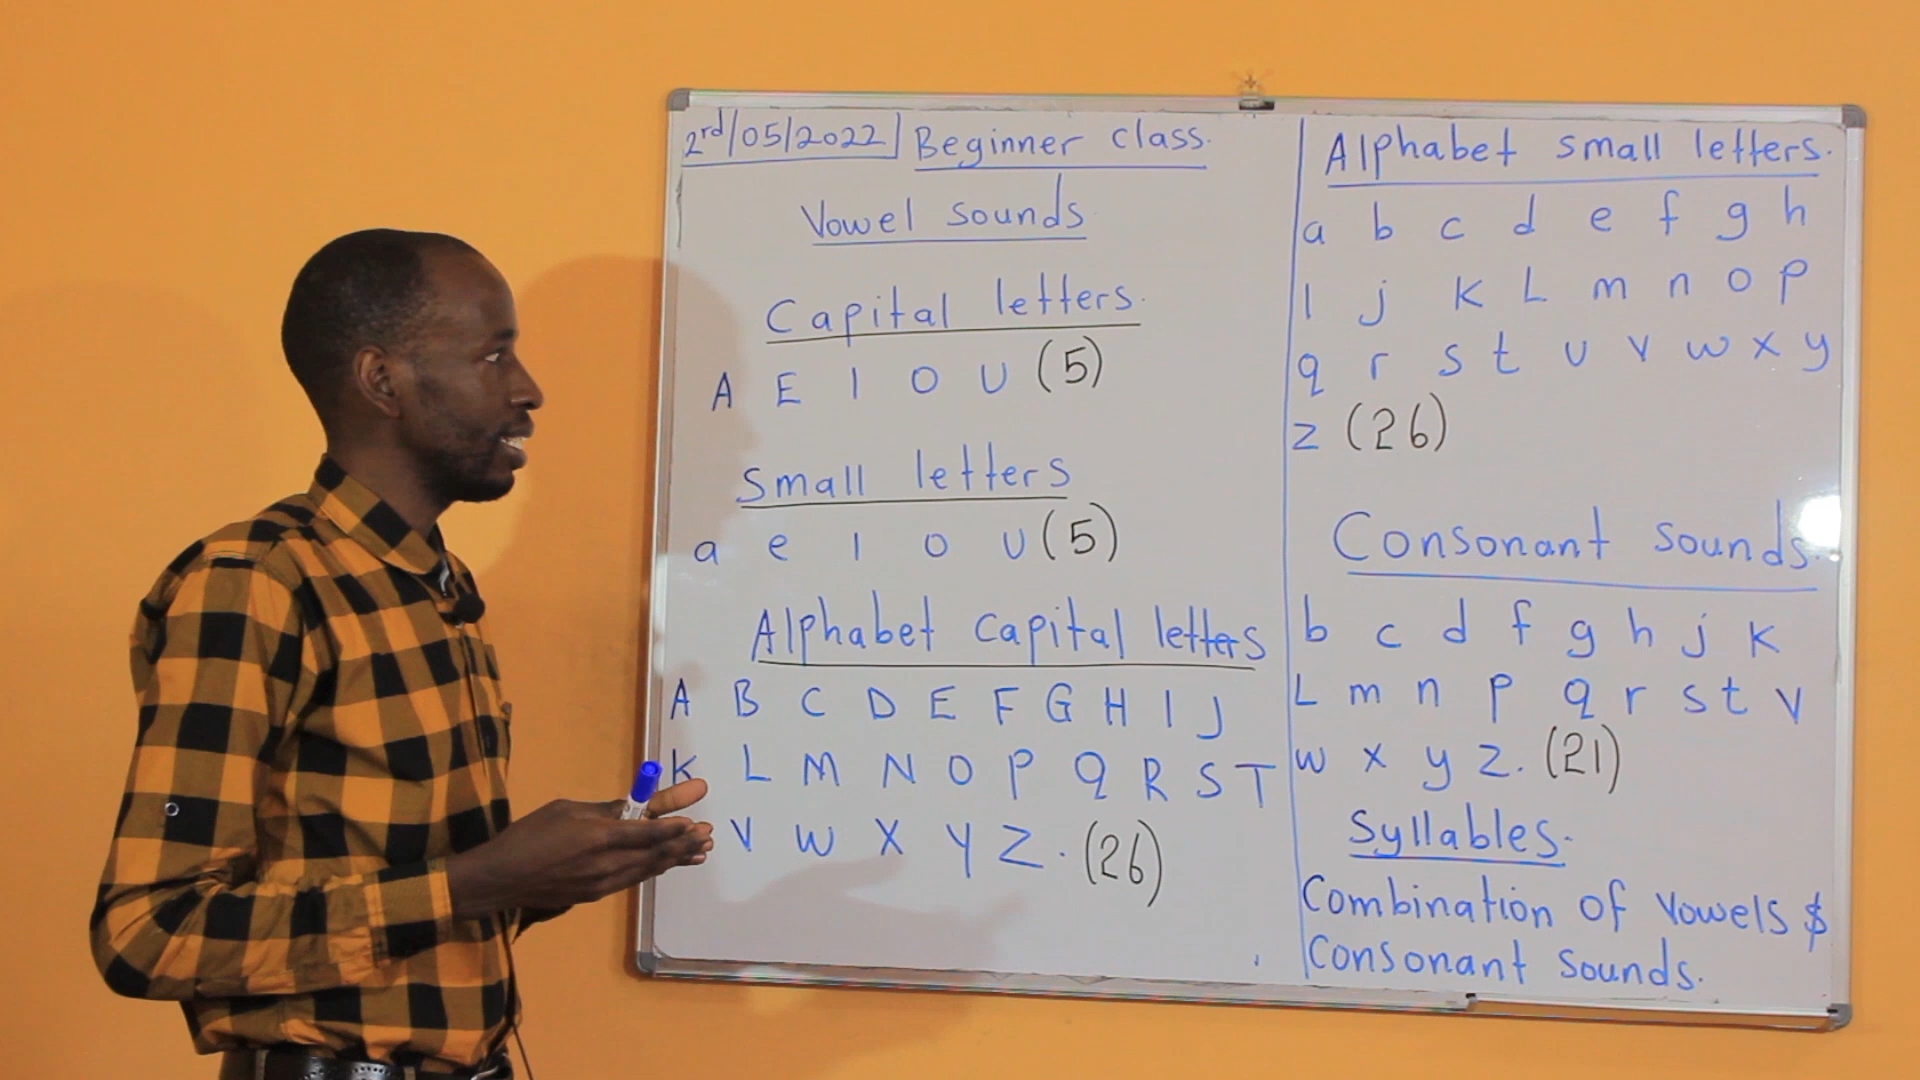 2rd/05/2022 Beginner class.
Vowel sounds
Capital letters.
A E I O U (5)
Small letters
a e I o u (5)
Alphabet capital letters
A B C D E F G H I J
K L M N O P Q R S T
V W X Y Z. (26)
Alphabet small letters.
a b c d e f g h
I j k L m n o p
q r s t u v w x y
z (26)
Consonant sounds.
b c d f g h j k
L m n p q r s t v
w x y z. (21)
Syllables.
Combination of vowels $
consonant sounds.